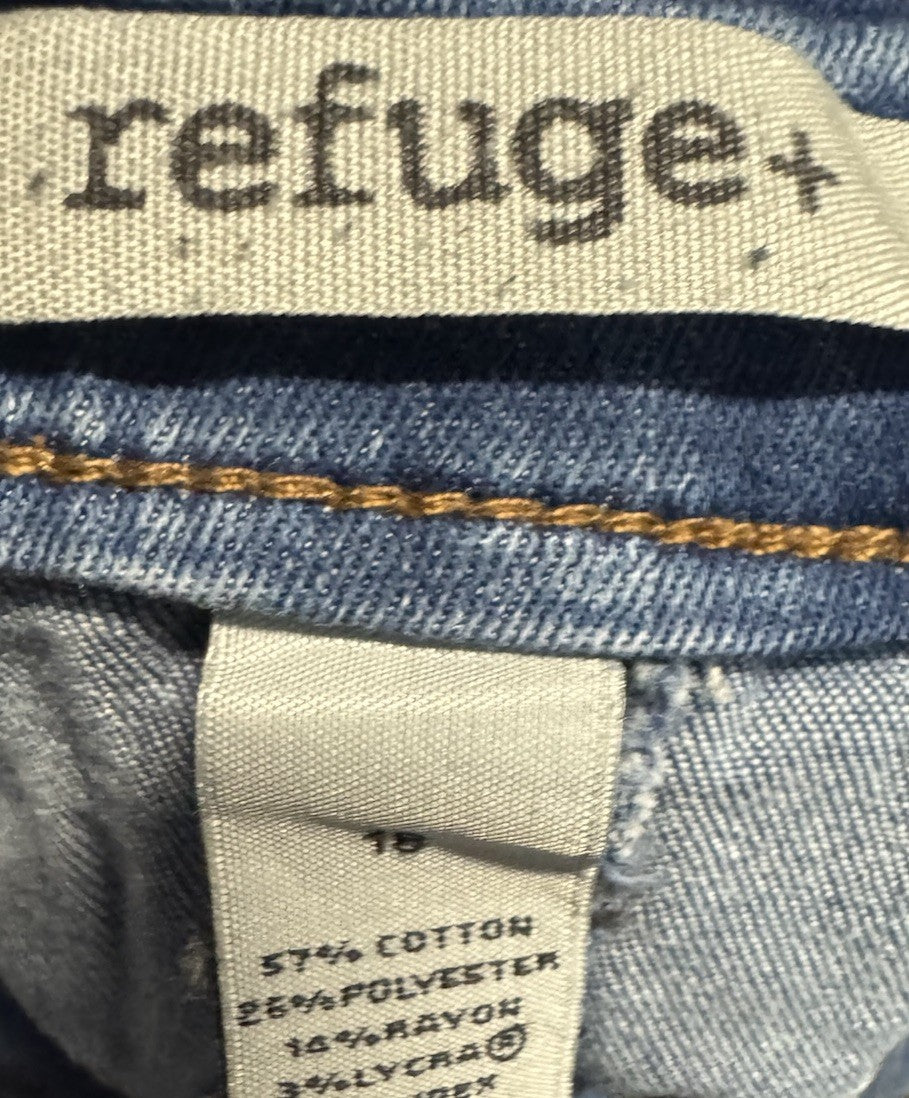 refuge+
18
57% COTTON
26% POLYESTER
14% RAYON
3% LYCRA®